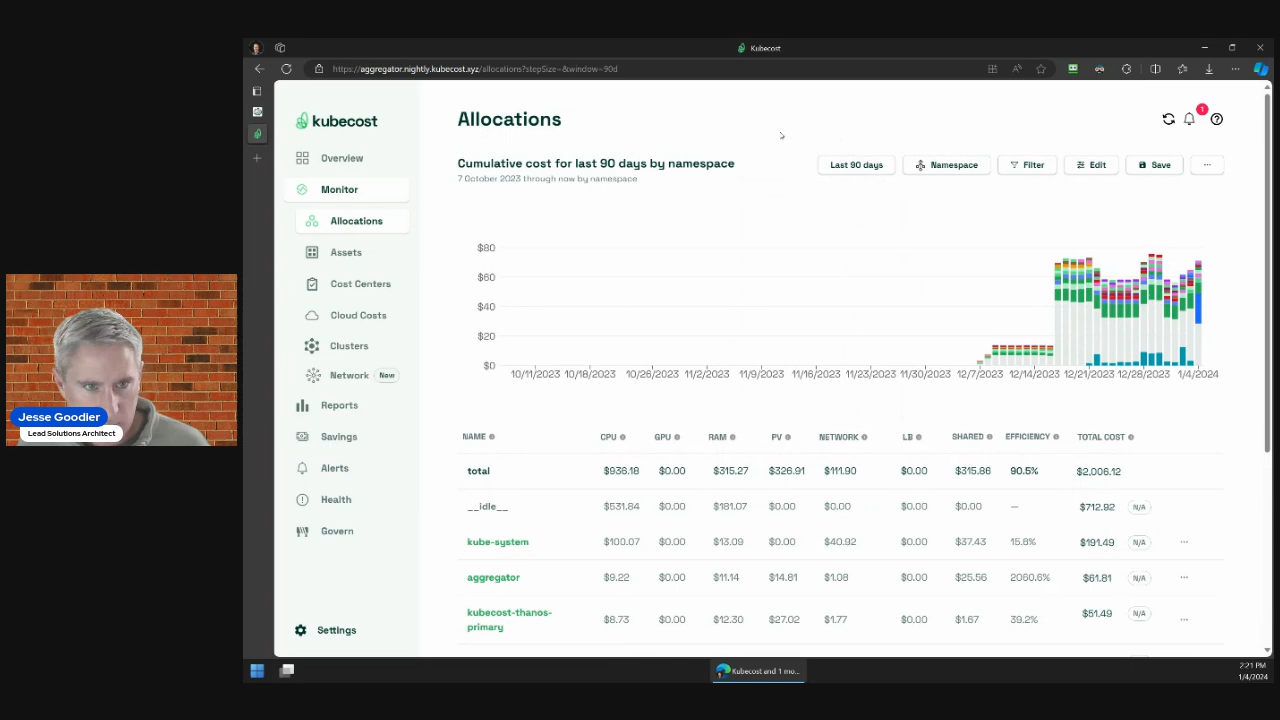 Kubecost
https://aggregator.nightly.kubecost.xyz/allocations?stepSize=&window=90d
kubecost
Overview
Monitor
Allocations
Assets
Cost Centers
Cloud Costs
Clusters
Network New
Reports
Savings
Alerts
Health
Govern
Settings
Allocations
1
Cumulative cost for last 90 days by namespace
7 October 2023 through now by namespace
Last 90 days
Namespace
Filter
Edit
Save
$80
$60
$40
$20
$0
10/11/2023 10/18/2023 10/26/2023 11/2/2023 11/9/2023 11/16/2023 11/23/2023 11/30/2023 12/7/2023 12/14/2023 12/21/2023 12/28/2023 1/4/2024
NAME CPU GPU RAM PV NETWORK LB SHARED EFFICIENCY TOTAL COST
total $936.18 $0.00 $315.27 $326.91 $111.90 $0.00 $315.86 90.5% $2,006.12
__idle__ $531.84 $0.00 $181.07 $0.00 $0.00 $0.00 $0.00 — $712.92 N/A
kube-system $100.07 $0.00 $13.09 $0.00 $40.92 $0.00 $37.43 15.8% $191.49 N/A
aggregator $9.22 $0.00 $11.14 $14.81 $1.08 $0.00 $25.56 2060.6% $61.81 N/A
kubecost-thanos-primary $8.73 $0.00 $12.30 $27.02 $1.77 $0.00 $1.67 39.2% $51.49 N/A
Jesse Goodier
Lead Solutions Architect
Kubecost and 1 mo...
2:21 PM
1/4/2024